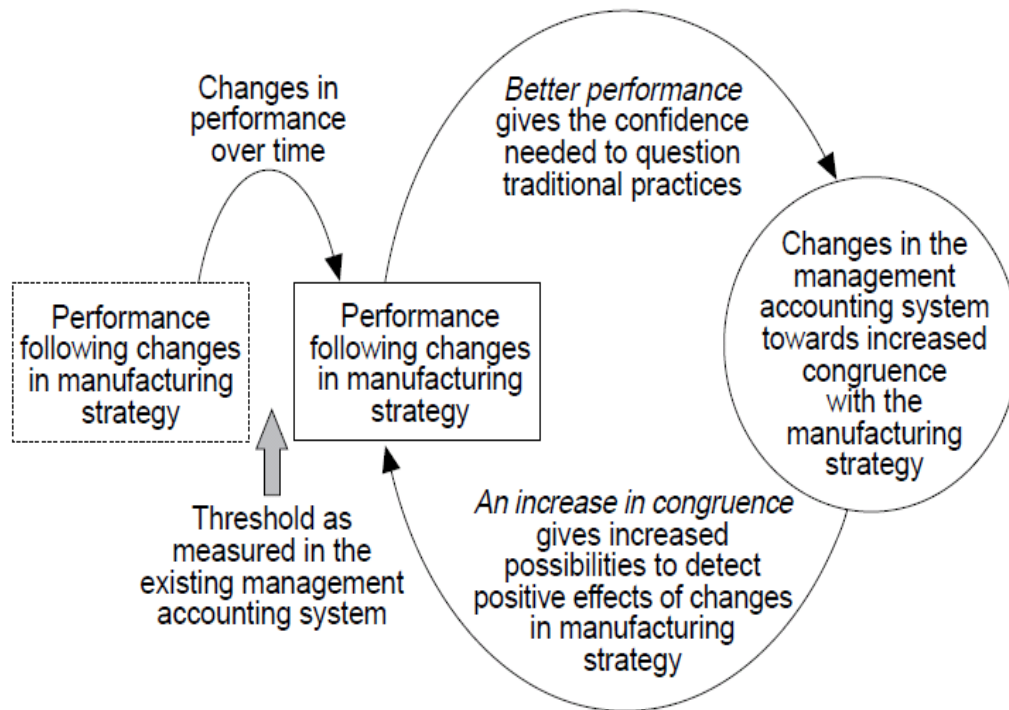 Changes in
performance
over time
Better performance
gives the confidence
needed to question
traditional practices
Performance
following changes
in manufacturing
strategy
Performance
following changes
in manufacturing
strategy
Changes in the
management
accounting system
towards increased
congruence
with the
manufacturing
strategy
Threshold as
measured in the
existing management
accounting system
An increase in congruence
gives increased
possibilities to detect
positive effects of changes
in manufacturing
strategy